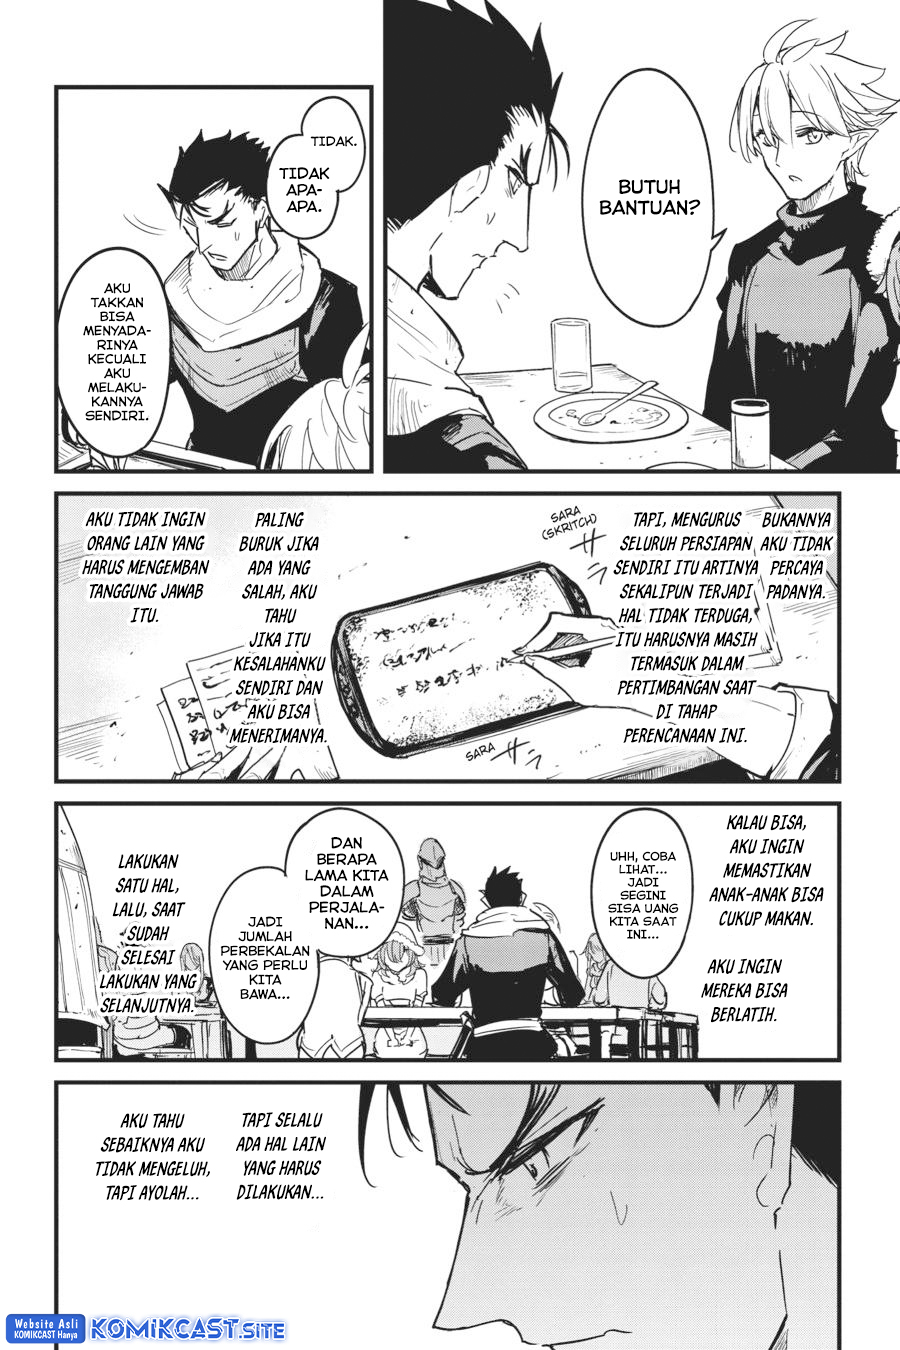 BUTUH
BANTUAN?
TIDAK.
TIDAK
APA-
APA.
AKU
TAKKAN
BISA
MENYADA-
RINYA
KECUALI
AKU
MELAKU-
KANNYA
SENDIRI.
BUKANNYA
AKU TIDAK
PERCAYA
PADANYA.
TAPI, MENGURUS
SELURUH PERSIAPAN
SENDIRI ITU ARTINYA
SEKALIPUN TERJADI
HAL TIDAK TERDUGA,
ITU HARUSNYA MASIH
TERMASUK DALAM
PERTIMBANGAN SAAT
DI TAHAP
PERENCANAAN INI.
SARA
(SKRITCH)
サッ
SARA
サッ
PALING
BURUK JIKA
ADA YANG
SALAH, AKU
TAHU
JIKA ITU
KESALAHANKU
SENDIRI DAN
AKU BISA
MENERIMANYA.
AKU TIDAK INGIN
ORANG LAIN YANG
HARUS MENGEMBAN
TANGGUNG JAWAB
ITU.
KALAU BISA,
AKU INGIN
MEMASTIKAN
ANAK-ANAK BISA
CUKUP MAKAN.
AKU INGIN
MEREKA BISA
BERLATIH.
UHH, COBA
LIHAT...
JADI
SEGINI
SISA UANG
KITA SAAT
INI...
DAN
BERAPA
LAMA KITA
DALAM
PERJALA-
NAN...
JADI
JUMLAH
PERBEKALAN
YANG PERLU
KITA
BAWA...
LAKUKAN
SATU HAL,
LALU, SAAT
SUDAH
SELESAI
LAKUKAN YANG
SELANJUTNYA.
TAPI SELALU
ADA HAL LAIN
YANG HARUS
DILAKUKAN...
AKU TAHU
SEBAIKNYA AKU
TIDAK MENGELUH,
TAPI AYOLAH...
Website Asli
KOMIKCAST Hanya
KOMIKCAST.SITE